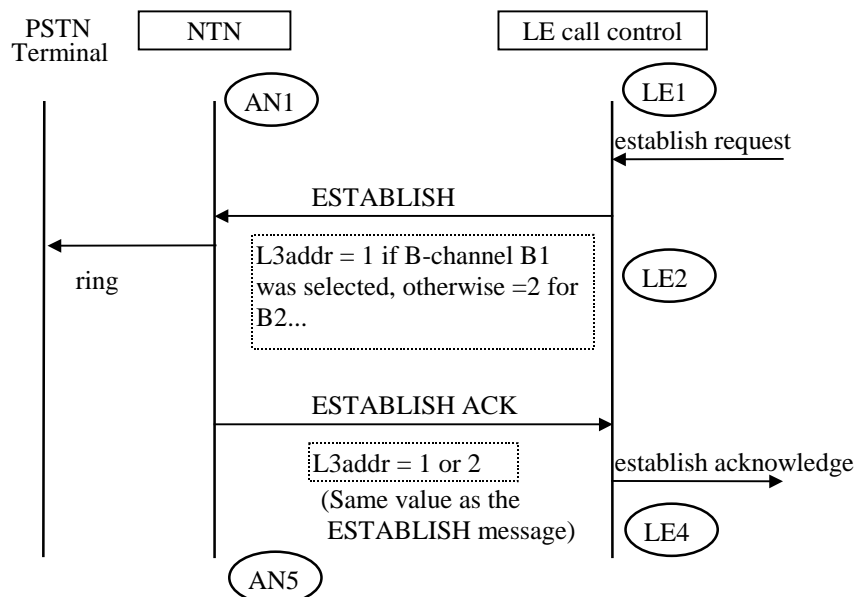 PSTN
Terminal
NTN
LE call control
AN1
LE1
establish request
ESTABLISH
L3addr = 1 if B-channel B1
was selected, otherwise =2 for
B2...
ring
LE2
ESTABLISH ACK
L3addr = 1 or 2
(Same value as the
ESTABLISH message)
establish acknowledge
LE4
AN5